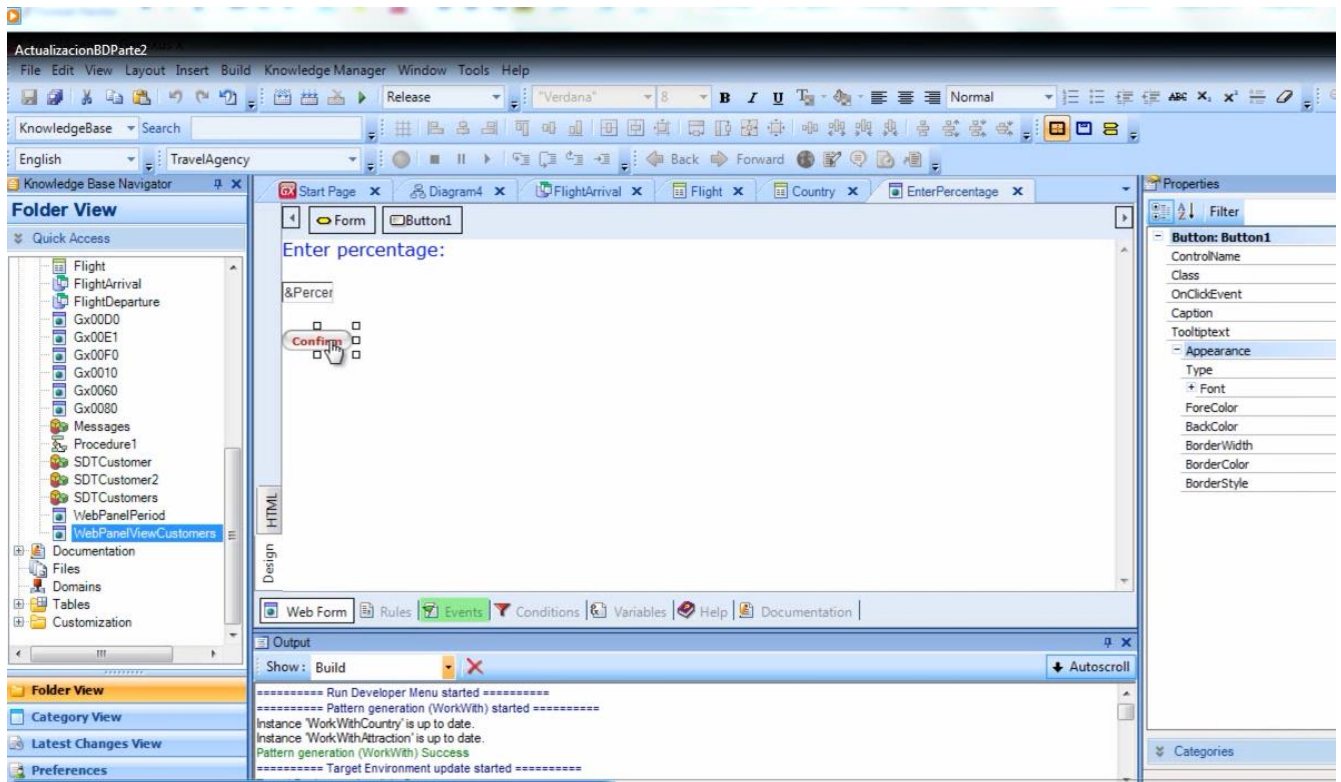 ActualizacionBDParte2
File Edit View Layout Insert Build Knowledge Manager Window Tools Help
Release "Verdana" 8 B I U Normal ABC
KnowledgeBase Search
English TravelAgency Back Forward
Knowledge Base Navigator
Folder View
Quick Access
Flight
FlightArrival
FlightDeparture
Gx00D0
Gx00E1
Gx00F0
Gx0010
Gx0060
Gx0080
Messages
Procedure1
SDTCustomer
SDTCustomer2
SDTCustomers
WebPanelPeriod
WebPanelViewCustomers
Documentation
Files
Domains
Tables
Customization
Folder View
Category View
Latest Changes View
Preferences
Start Page Diagram4 FlightArrival Flight Country EnterPercentage
Form Button1
Enter percentage:
&Percer
Confirm
HTML
Design
Web Form Rules Events Conditions Variables Help Documentation
Output
Show: Build Autoscroll
========== Run Developer Menu started ==========
========== Pattern generation (WorkWith) started ==========
Instance 'WorkWithCountry' is up to date.
Instance 'WorkWithAttraction' is up to date.
Pattern generation (WorkWith) Success
========== Target Environment update started ==========
Properties
Filter
Button: Button1
ControlName
Class
OnClickEvent
Caption
Tooltiptext
Appearance
Type
Font
ForeColor
BackColor
BorderWidth
BorderColor
BorderStyle
Categories